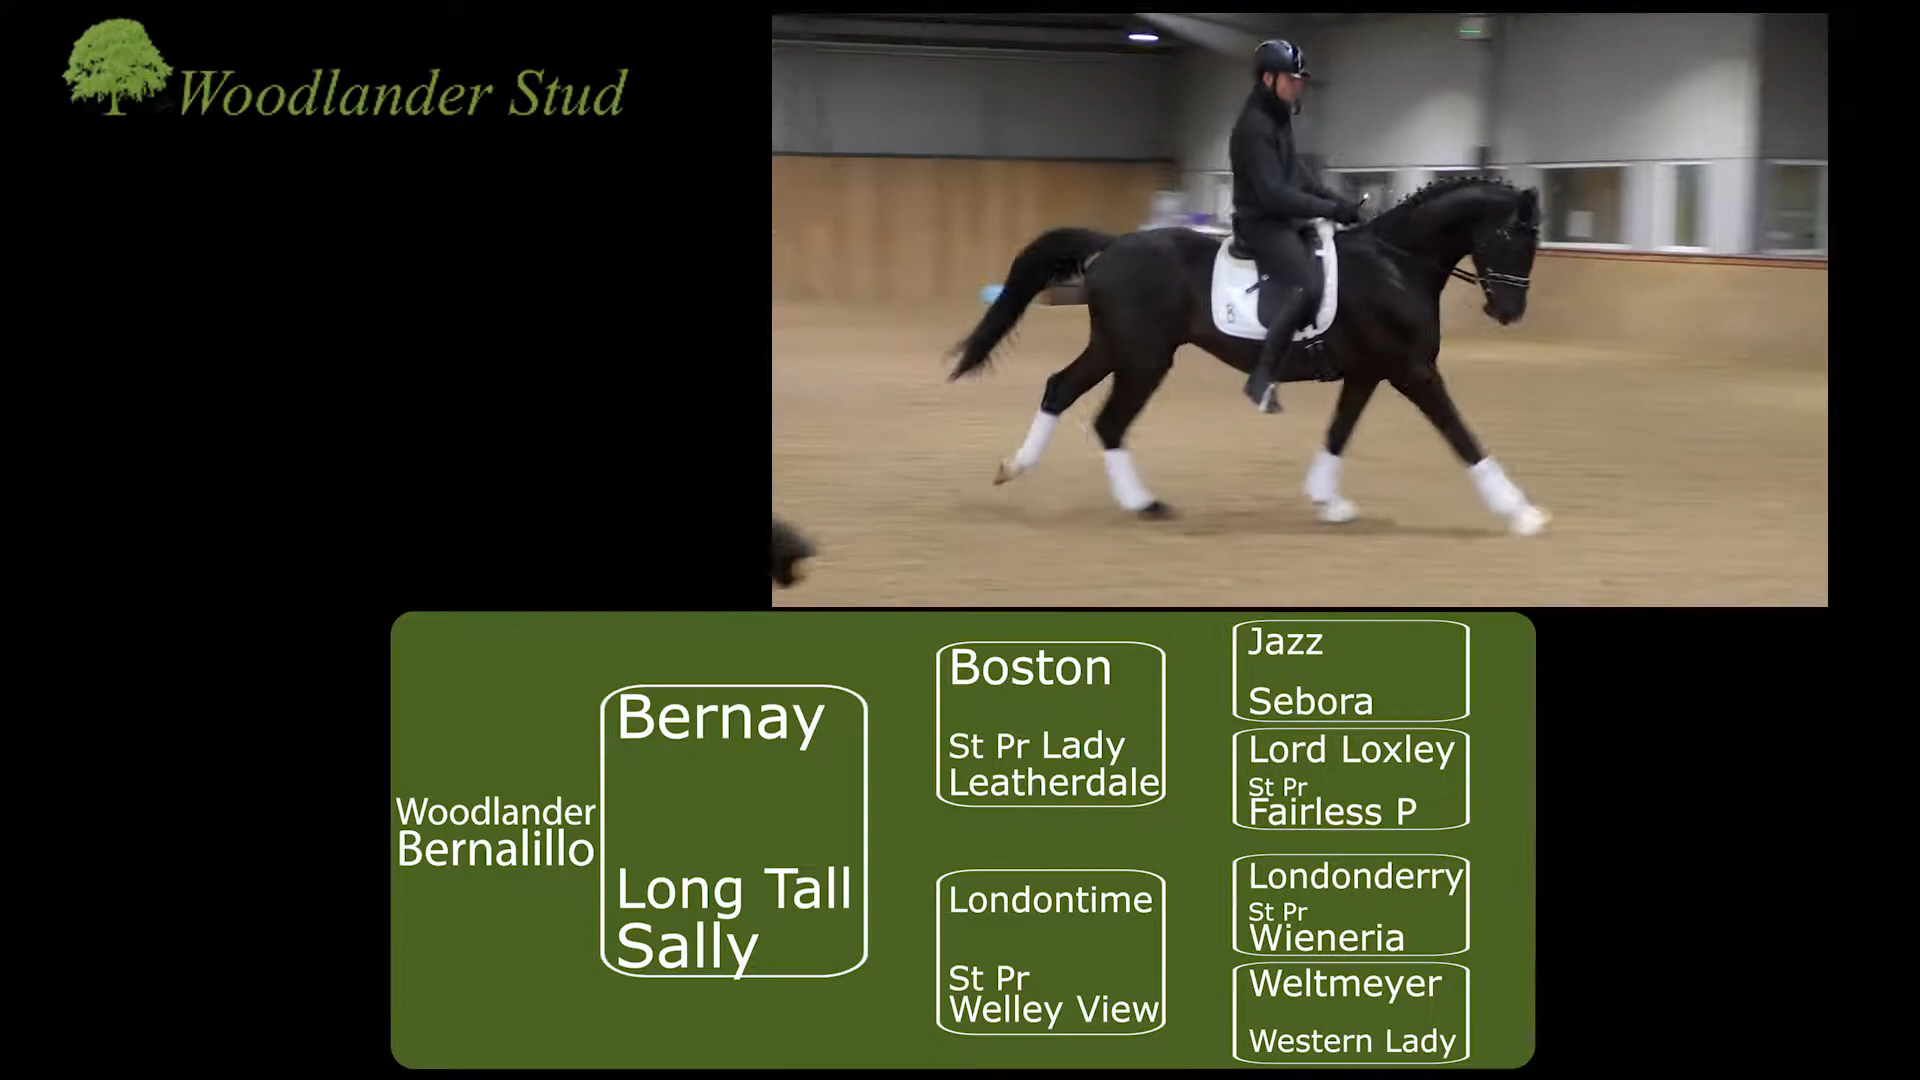 Woodlander Stud
Woodlander
Bernalillo
Bernay
Long Tall
Sally
Boston
St Pr Lady
Leatherdale
Londontime
St Pr
Welley View
Jazz
Sebora
Lord Loxley
St Pr
Fairless P
Londonderry
St Pr
Wieneria
Weltmeyer
Western Lady